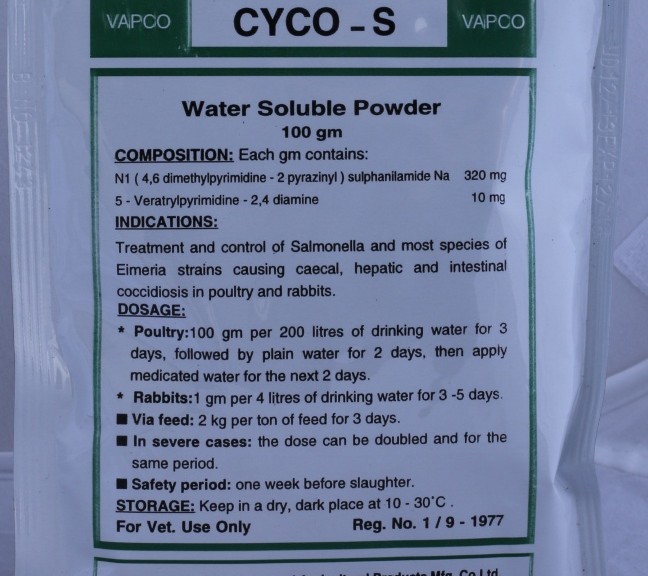 VAPCO CYCO - S VAPCO
Water Soluble Powder
100 gm
COMPOSITION: Each gm contains:
N1 ( 4,6 dimethylpyrimidine - 2 pyrazinyl ) sulphanilamide Na 320 mg
5 - Veratrylpyrimidine - 2,4 diamine 10 mg
INDICATIONS:
Treatment and control of Salmonella and most species of
Eimeria strains causing caecal, hepatic and intestinal
coccidiosis in poultry and rabbits.
DOSAGE:
* Poultry:100 gm per 200 litres of drinking water for 3
days, followed by plain water for 2 days, then apply
medicated water for the next 2 days.
* Rabbits:1 gm per 4 litres of drinking water for 3 -5 days.
■ Via feed: 2 kg per ton of feed for 3 days.
■ In severe cases: the dose can be doubled and for the
same period.
■ Safety period: one week before slaughter.
STORAGE: Keep in a dry, dark place at 10 - 30°C .
For Vet. Use Only Reg. No. 1 / 9 - 1977
Products Mfg. Co Ltd